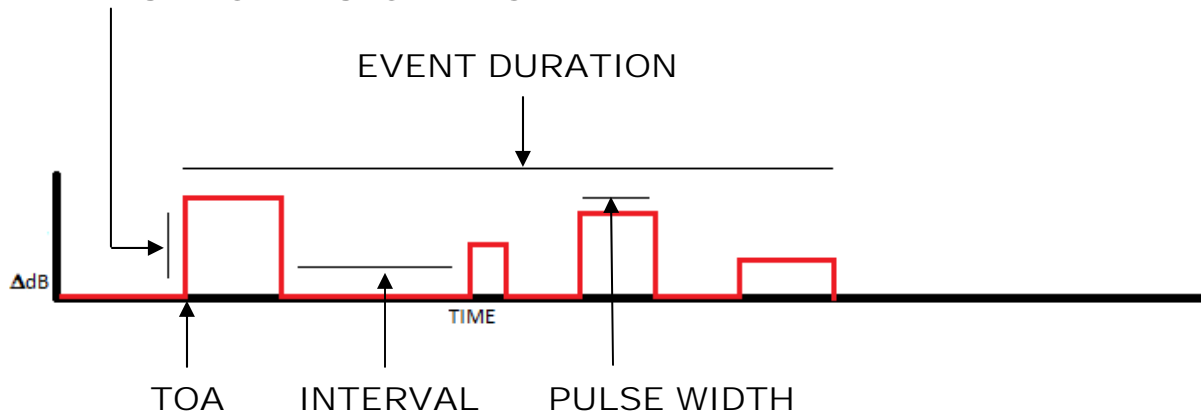 EVENT DURATION
ΔdB
TIME
TOA INTERVAL PULSE WIDTH